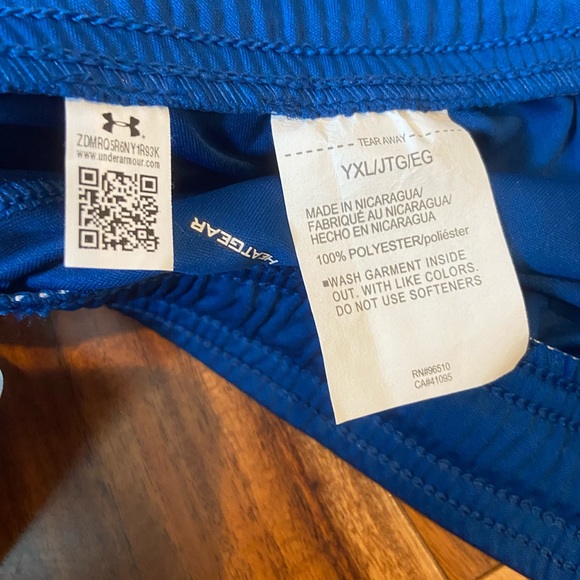 ZDMRQ5R6NY1R93K
www.underarmour.com
HEATGEAR
TEAR AWAY
YXL/JTG/EG
MADE IN NICARAGUA/
FABRIQUÉ AU NICARAGUA/
HECHO EN NICARAGUA
100% POLYESTER/poliéster
■WASH GARMENT INSIDE
OUT. WITH LIKE COLORS.
DO NOT USE SOFTENERS
RN#96510
CA#41095